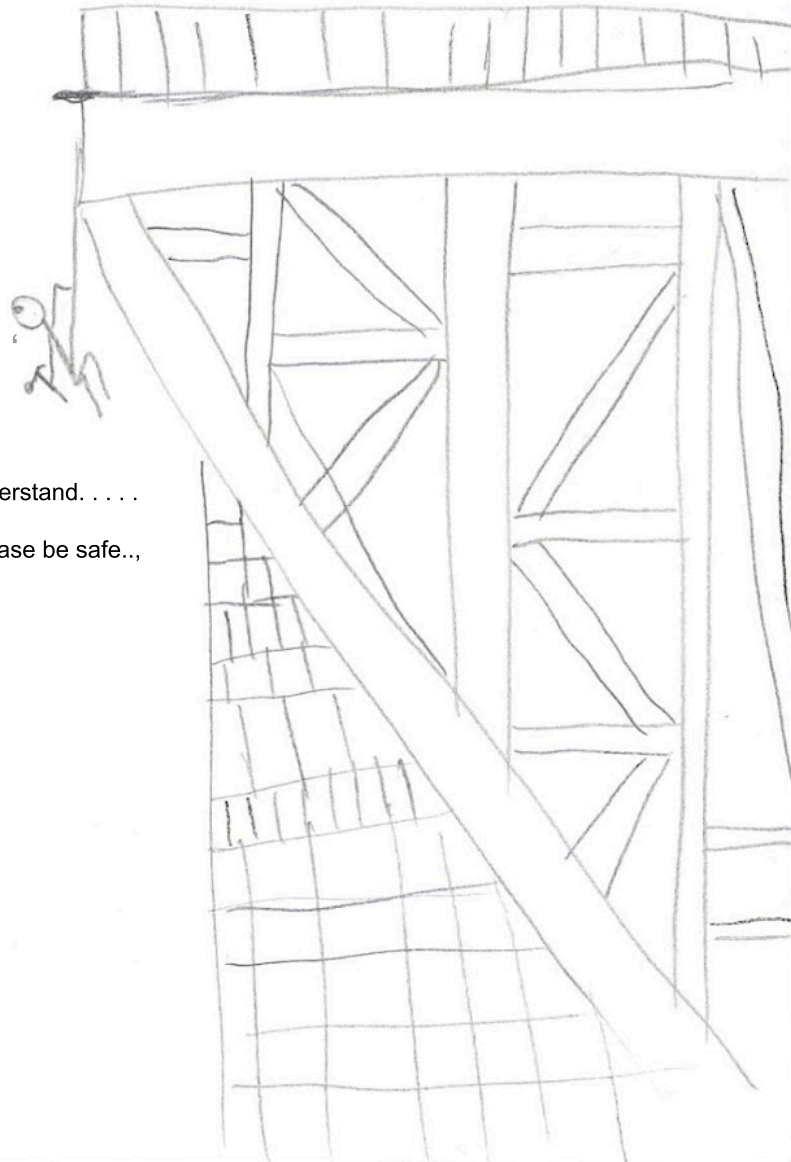 erstand. . . . .
ase be safe..,